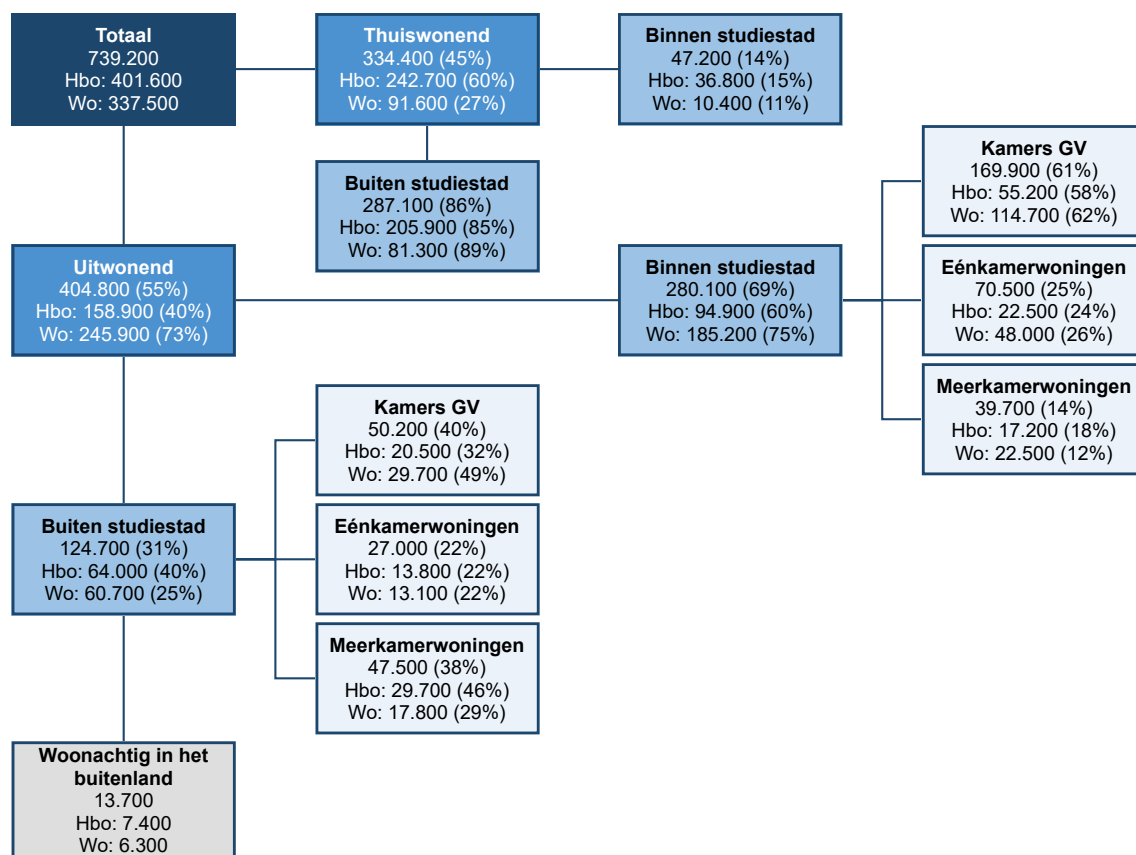 Totaal
739.200
Hbo: 401.600
Wo: 337.500
Thuiswonend
334.400 (45%)
Hbo: 242.700 (60%)
Wo: 91.600 (27%)
Binnen studiestad
47.200 (14%)
Hbo: 36.800 (15%)
Wo: 10.400 (11%)
Buiten studiestad
287.100 (86%)
Hbo: 205.900 (85%)
Wo: 81.300 (89%)
Uitwonend
404.800 (55%)
Hbo: 158.900 (40%)
Wo: 245.900 (73%)
Binnen studiestad
280.100 (69%)
Hbo: 94.900 (60%)
Wo: 185.200 (75%)
Kamers GV
169.900 (61%)
Hbo: 55.200 (58%)
Wo: 114.700 (62%)
Eénkamerwoningen
70.500 (25%)
Hbo: 22.500 (24%)
Wo: 48.000 (26%)
Meerkamerwoningen
39.700 (14%)
Hbo: 17.200 (18%)
Wo: 22.500 (12%)
Buiten studiestad
124.700 (31%)
Hbo: 64.000 (40%)
Wo: 60.700 (25%)
Kamers GV
50.200 (40%)
Hbo: 20.500 (32%)
Wo: 29.700 (49%)
Eénkamerwoningen
27.000 (22%)
Hbo: 13.800 (22%)
Wo: 13.100 (22%)
Meerkamerwoningen
47.500 (38%)
Hbo: 29.700 (46%)
Wo: 17.800 (29%)
Woonachtig in het
buitenland
13.700
Hbo: 7.400
Wo: 6.300